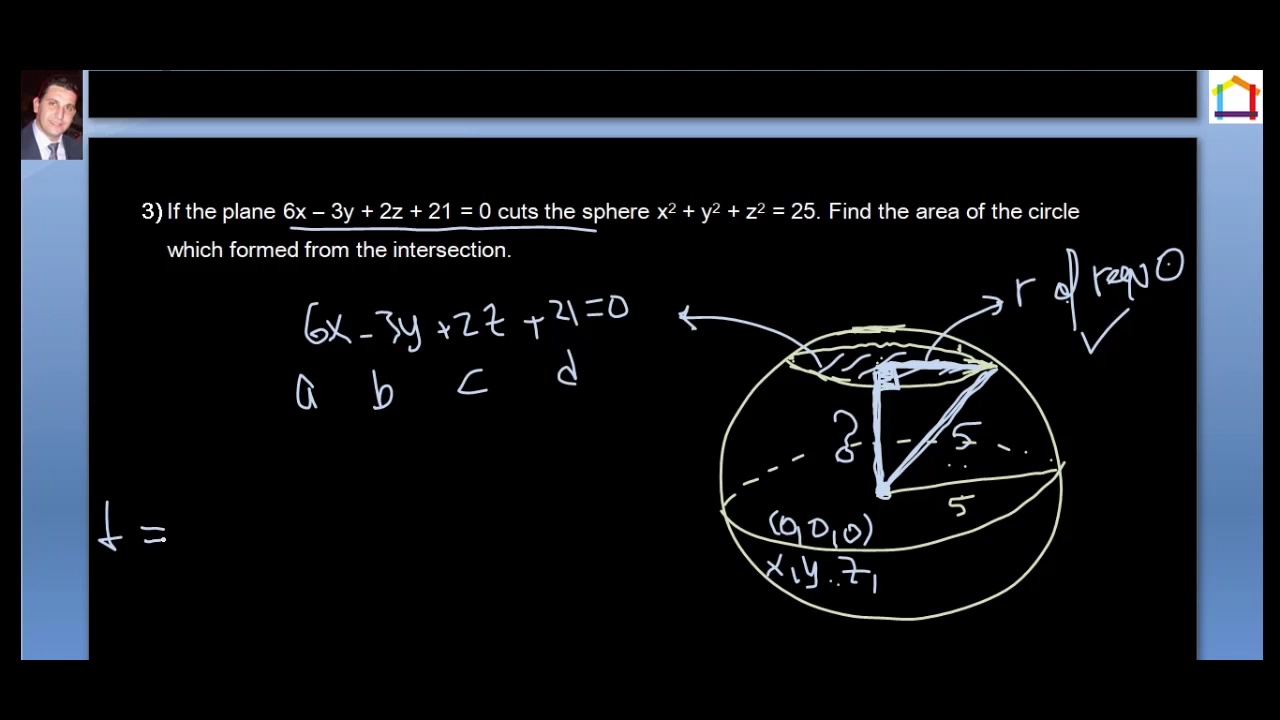 3) If the plane 6x – 3y + 2z + 21 = 0 cuts the sphere x² + y² + z² = 25. Find the area of the circle
which formed from the intersection.
6x - 3y + 2z + 21 = 0
a b c d
r of req
5
5
(0,0,0)
x, y .. z,
=